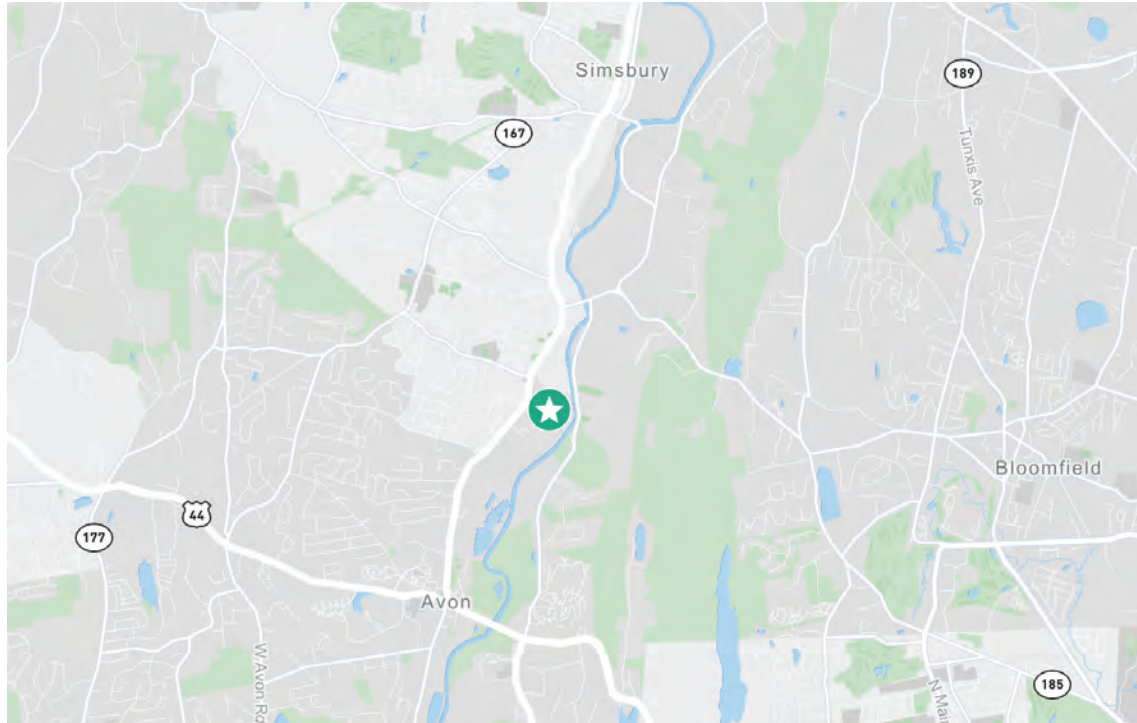 Simsbury
189
167
Tunxis Ave
Bloomfield
44
177
Avon
W Avon Rd
185
N Main